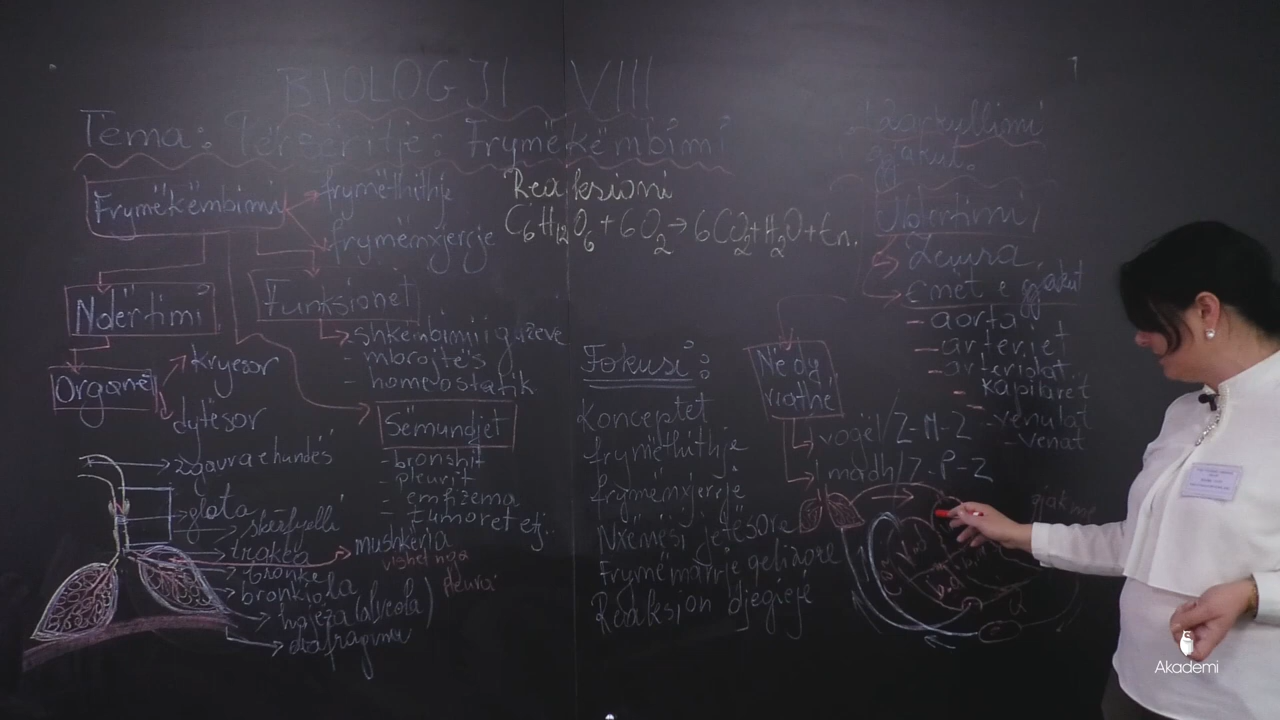 BIOLOGJI VIII
Tema: Përsëritje: Frymëkëmbimi
Frymëkëmbimi
frymëthithje
frymënxjerrje
Ndërtimi
Funksionet
- shkëmbimi i gazeve
- mbrojtës
- homeostatik
Organet
kryesor
dytësor
Sëmundjet
- bronshit
- pleurit
- emfizema
- tumoret etj..
zgavra e hundës
glota
skërfyelli
trakea
bronke
bronkiola
hojëza (alveola)
diafragma
mushkëria
vishet nga
pleura
Reaksioni
C6H12O6 + 6O2 → 6CO2 + H2O + En.
Fokusi:
Konceptet
frymëthithje
frymënxjerrje
Nxënësi jetësore
Frymëmarrje qelizore
Reaksion djegieje
Qarkullimi
gjakut.
Ndërtimi
Zemra
Enët e gjakut
- aorta
- arteriet
- arteriolat
- kapilarët
- venulat
- venat
Në dy
rrathë
vogël/Z-M-Z
madh/Z-P-Z